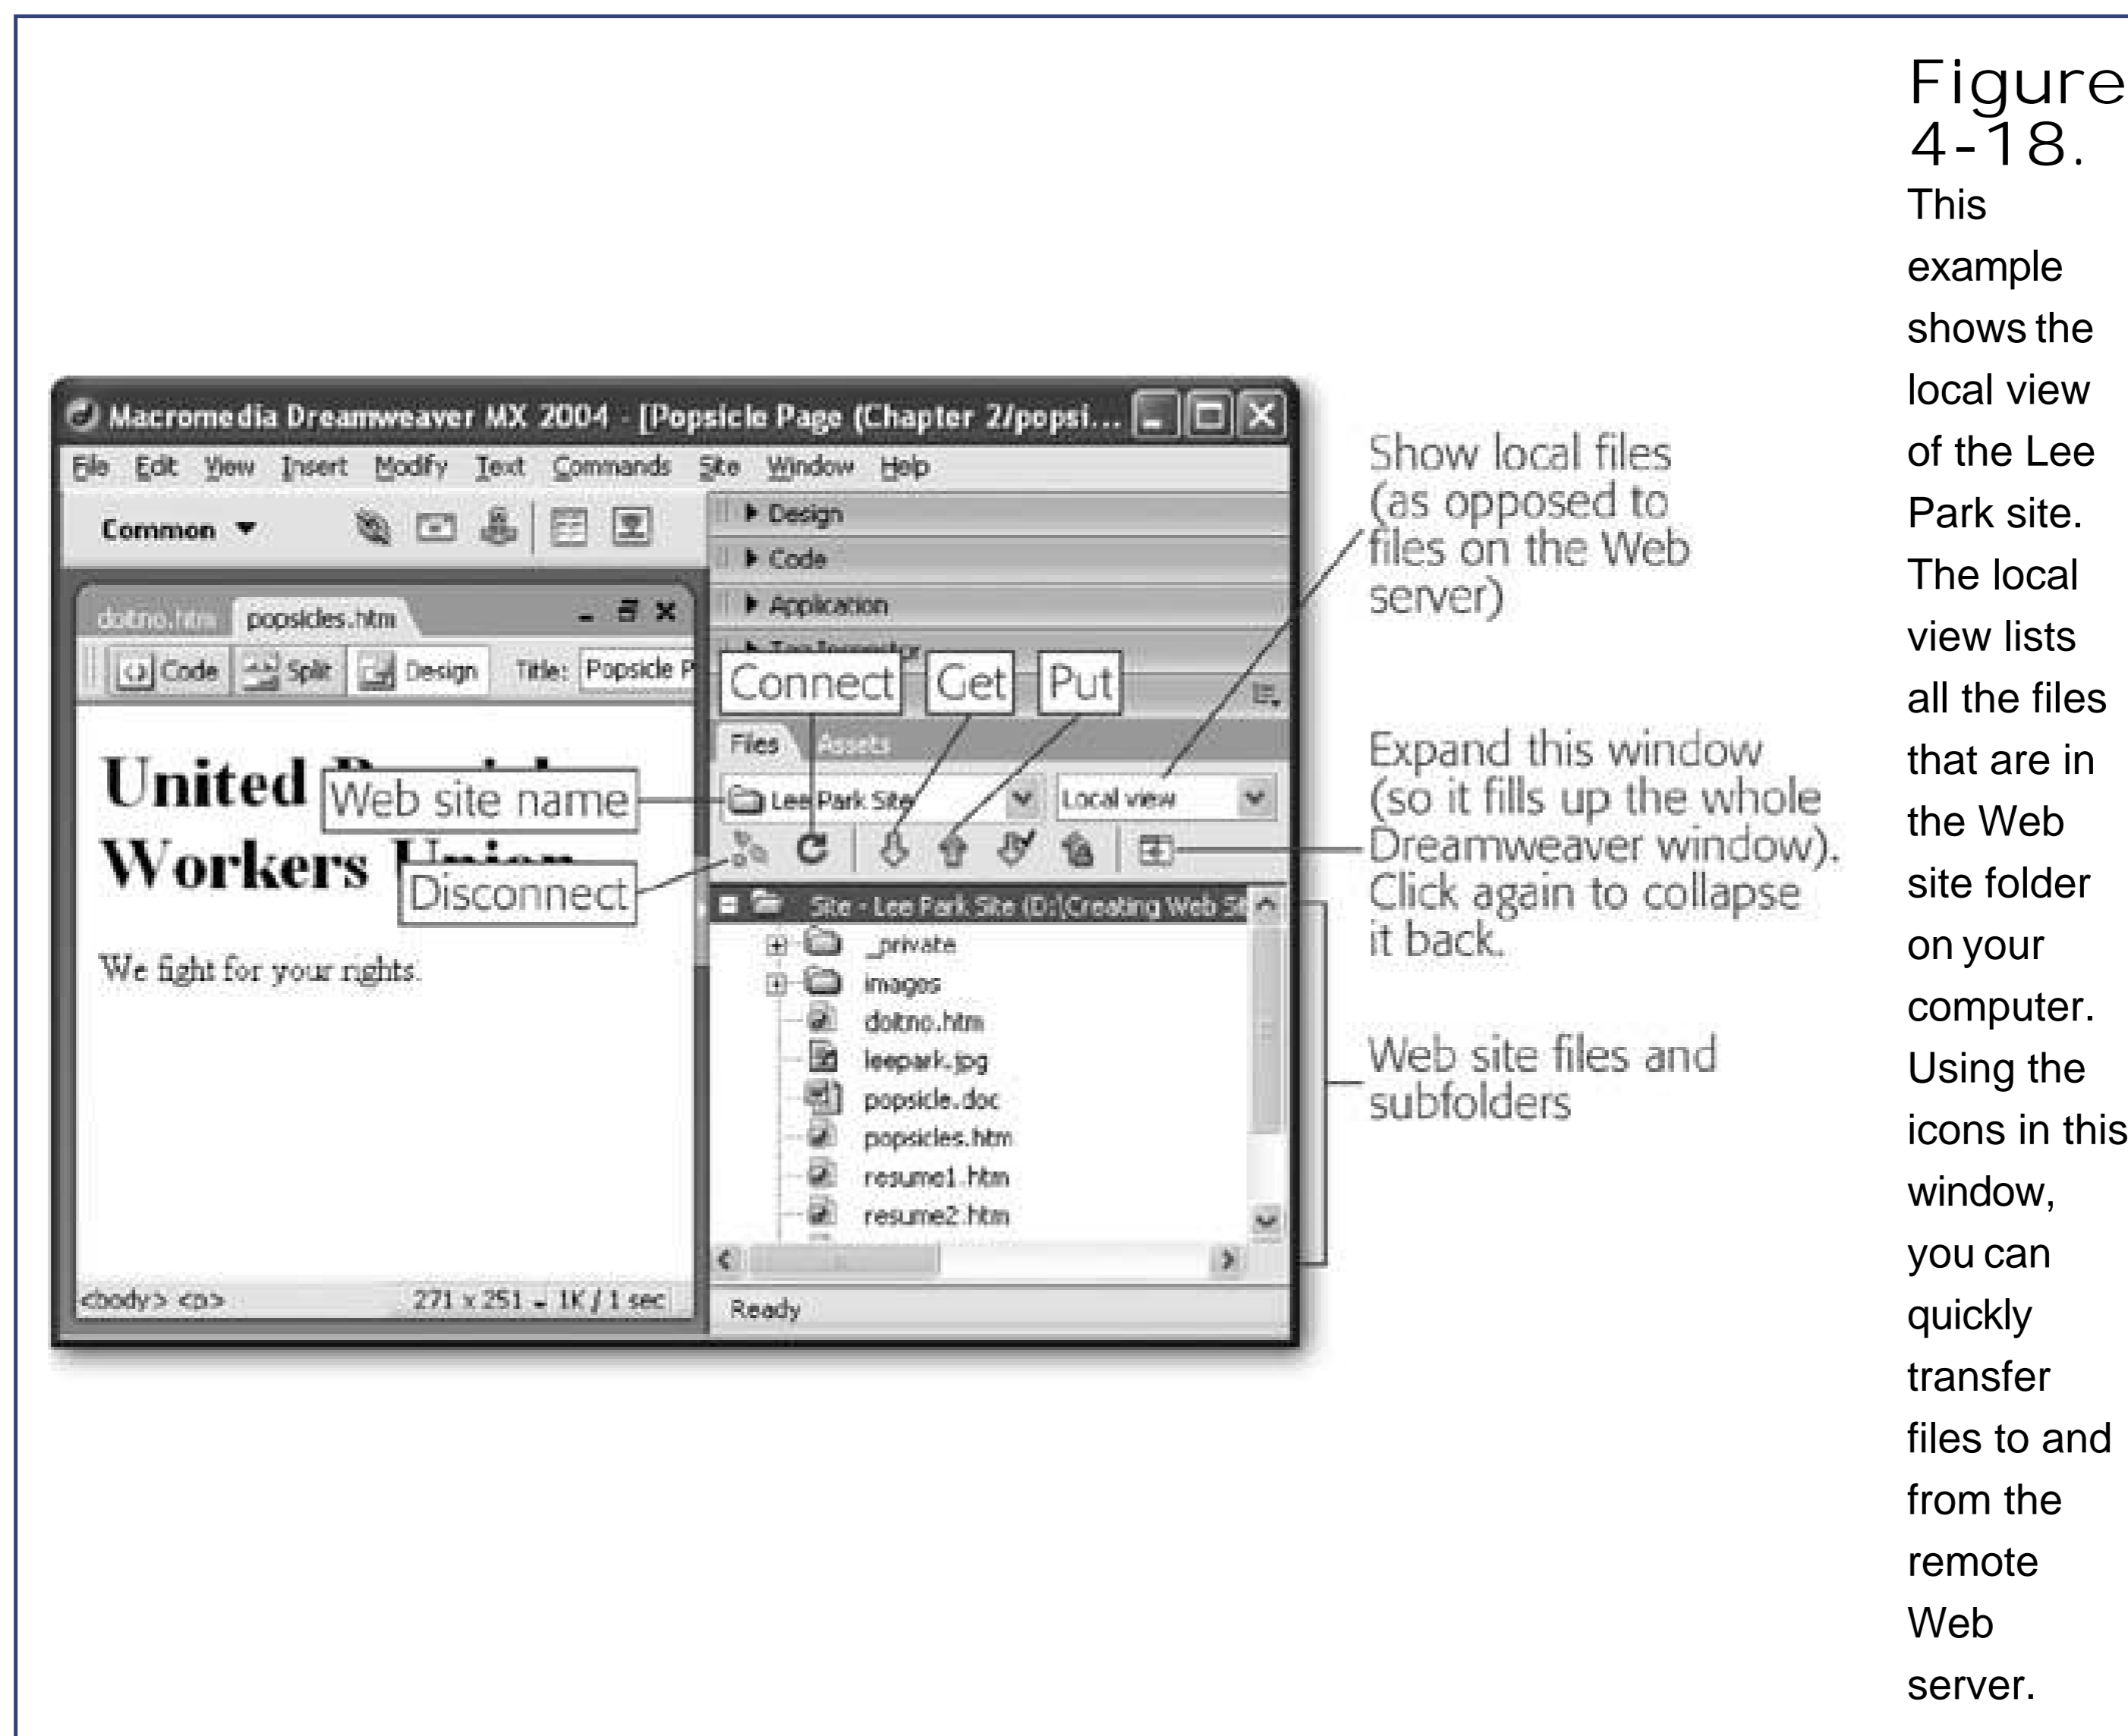 Macromedia Dreamweaver MX 2004 - [Popsicle Page (Chapter 2/popsi...
File Edit View Insert Modify Text Commands Site Window Help
Common
Design
Code
Application
doitno.htm popsicles.htm
Code Split Design Title: Popsicle P
Connect Get Put
Files Assets
United
Web site name
Lee Park Site
Local view
Workers
Disconnect
We fight for your rights.
Site - Lee Park Site (D:\Creating Web Sit
_private
images
doitno.htm
leepark.jpg
popsicle.doc
popsicles.htm
resume1.htm
resume2.htm
<body> <p> 271 x 251 1K / 1 sec
Ready
Show local files
(as opposed to
files on the Web
server)
Expand this window
(so it fills up the whole
Dreamweaver window).
Click again to collapse
it back.
Web site files and
subfolders
Figure
4-18.
This
example
shows the
local view
of the Lee
Park site.
The local
view lists
all the files
that are in
the Web
site folder
on your
computer.
Using the
icons in this
window,
you can
quickly
transfer
files to and
from the
remote
Web
server.